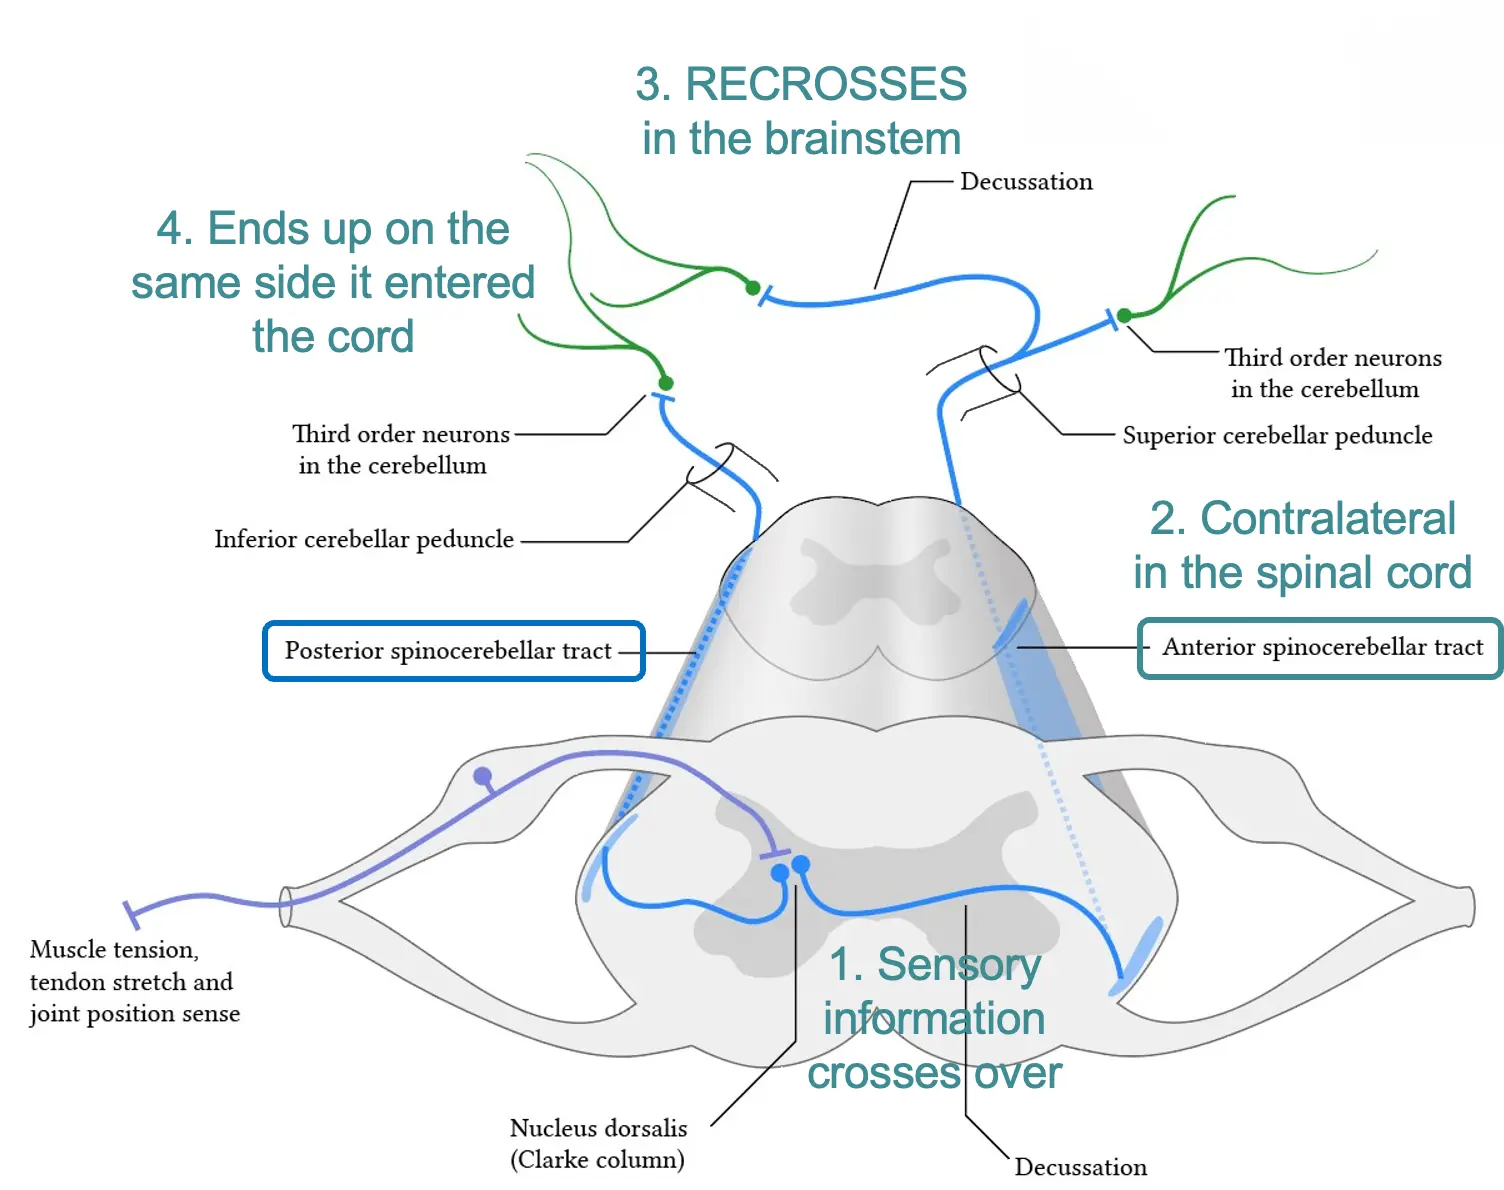 3. RECROSSES
in the brainstem
Decussation
4. Ends up on the
same side it entered
the cord
Third order neurons
in the cerebellum
Third order neurons
in the cerebellum
Superior cerebellar peduncle
Inferior cerebellar peduncle
2. Contralateral
in the spinal cord
Posterior spinocerebellar tract
Anterior spinocerebellar tract
Muscle tension,
tendon stretch and
joint position sense
1. Sensory
information
crosses over
Nucleus dorsalis
(Clarke column)
Decussation